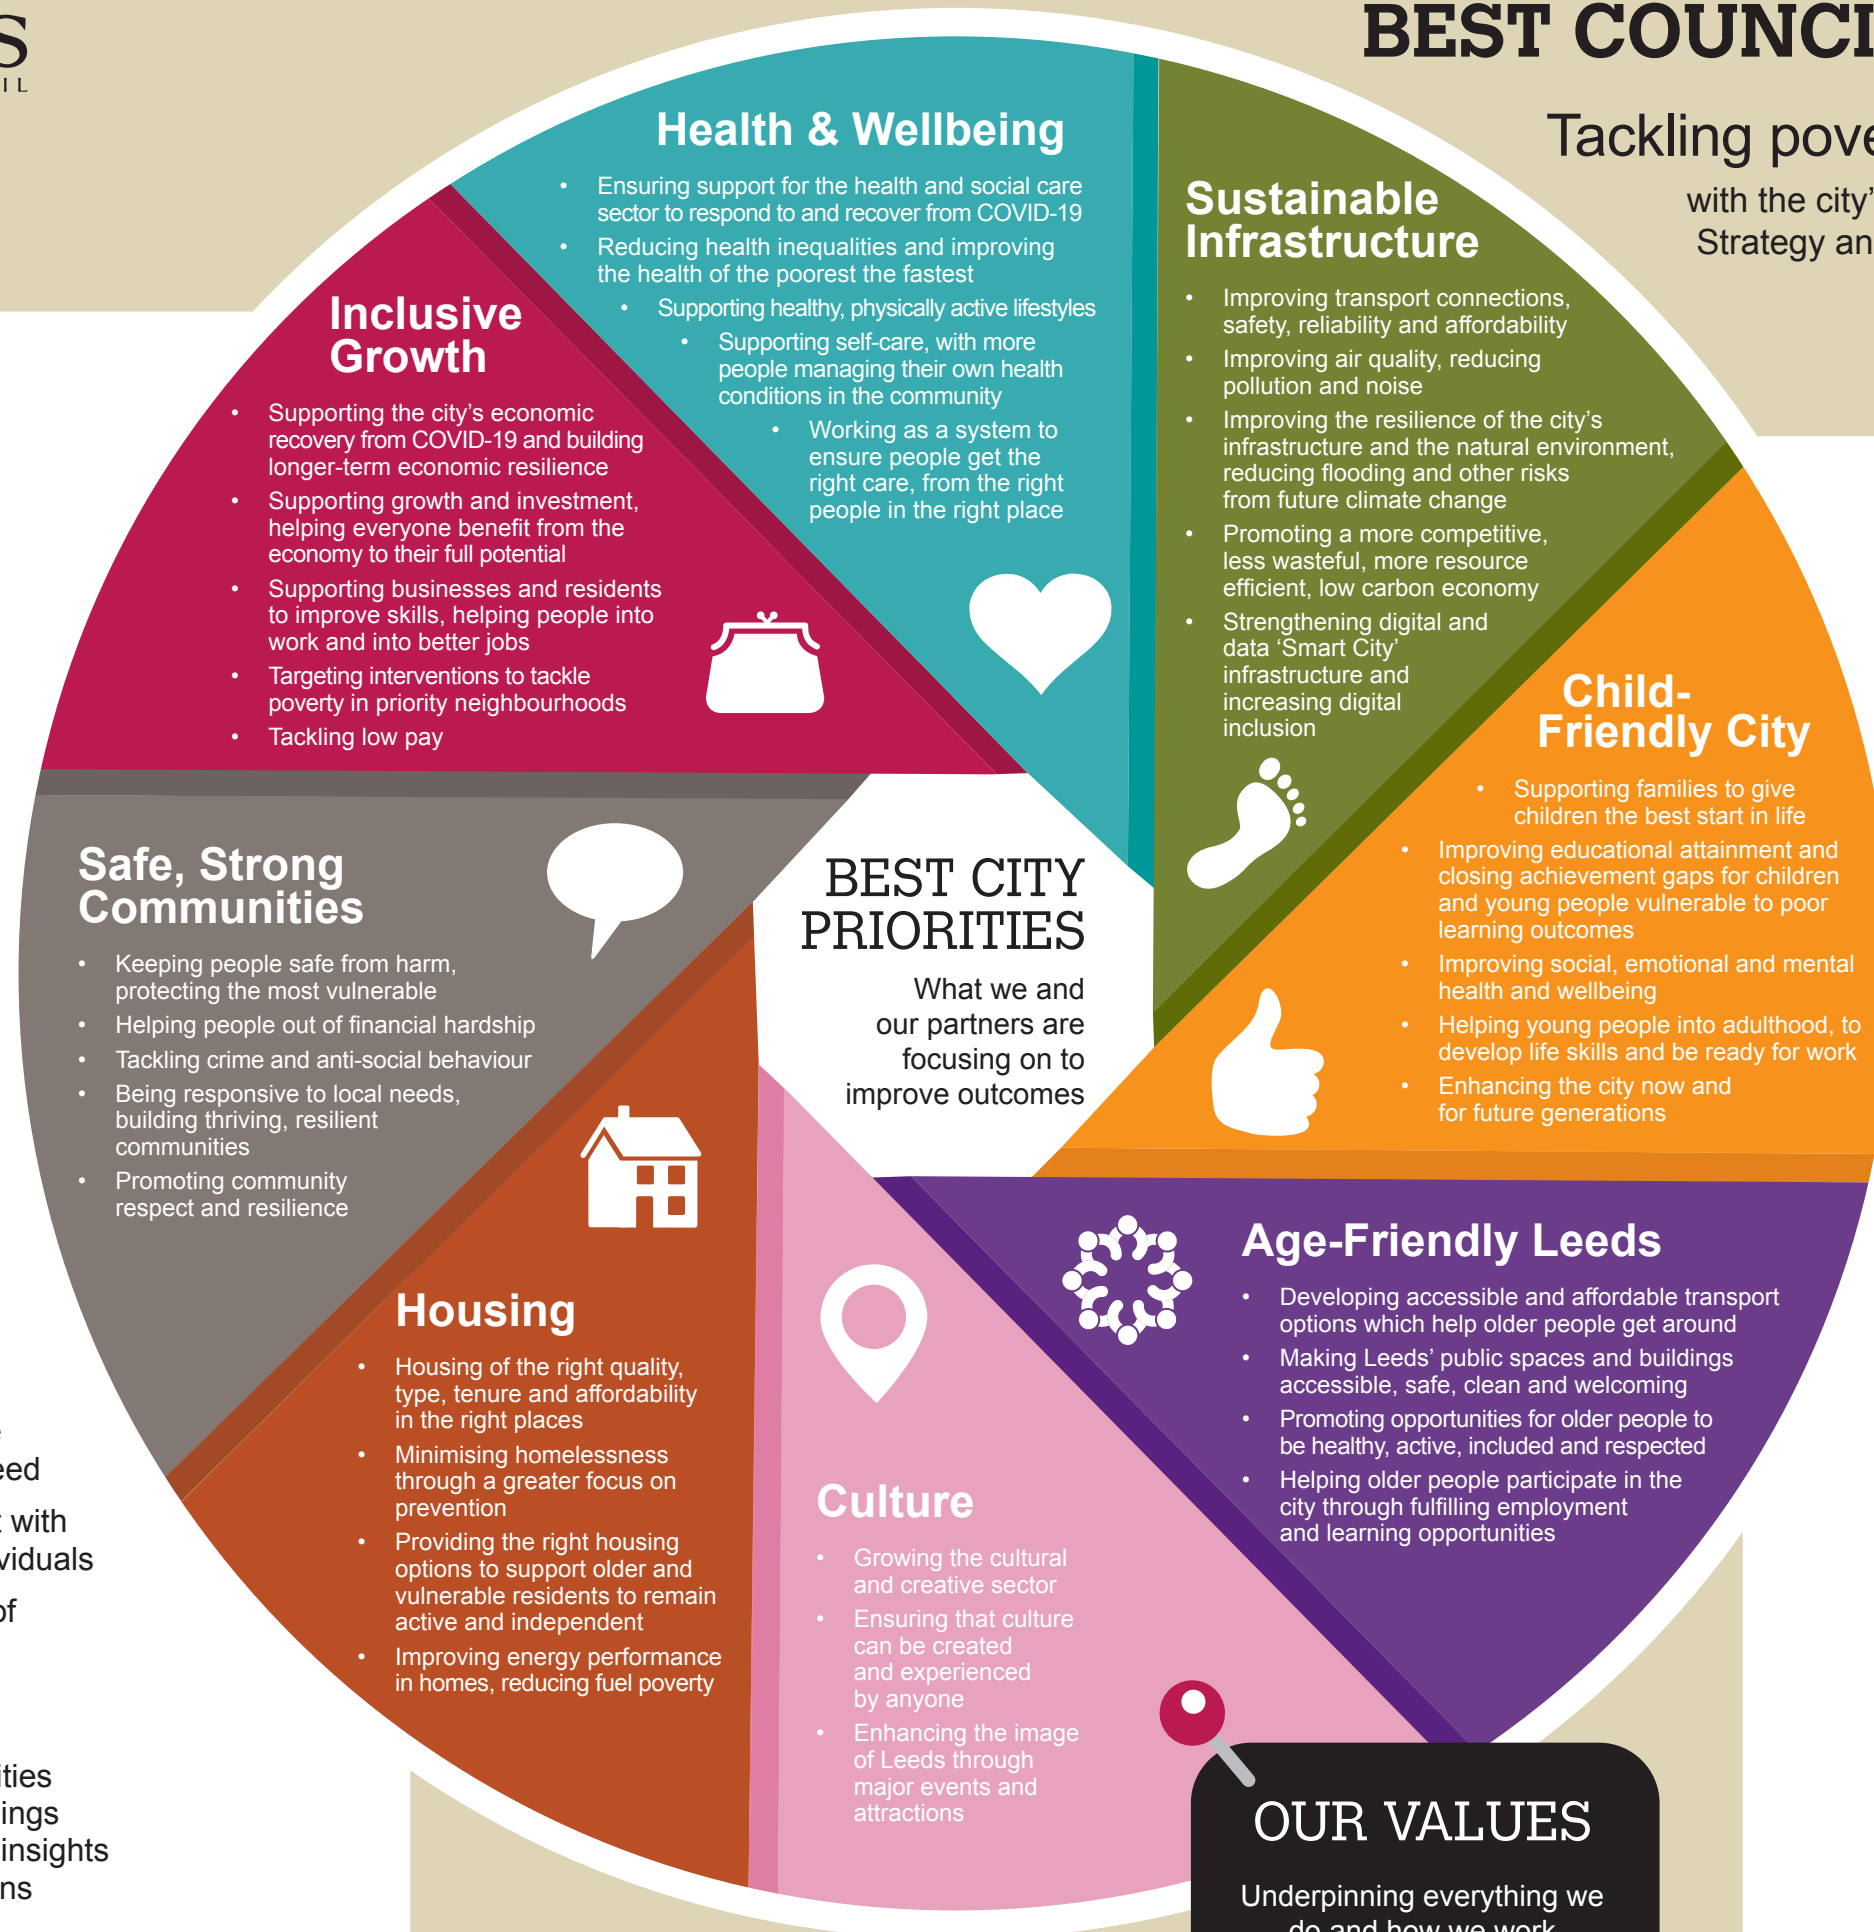 S
IL
BEST COUNCI
Tackling pove
with the city’
Strategy an
Health & Wellbeing
• Ensuring support for the health and social care
sector to respond to and recover from COVID-19
• Reducing health inequalities and improving
the health of the poorest the fastest
• Supporting healthy, physically active lifestyles
• Supporting self-care, with more
people managing their own health
conditions in the community
• Working as a system to
ensure people get the
right care, from the right
people in the right place
Sustainable
Infrastructure
• Improving transport connections,
safety, reliability and affordability
• Improving air quality, reducing
pollution and noise
• Improving the resilience of the city’s
infrastructure and the natural environment,
reducing flooding and other risks
from future climate change
• Promoting a more competitive,
less wasteful, more resource
efficient, low carbon economy
• Strengthening digital and
data ‘Smart City’
infrastructure and
increasing digital
inclusion
Inclusive
Growth
• Supporting the city’s economic
recovery from COVID-19 and building
longer-term economic resilience
• Supporting growth and investment,
helping everyone benefit from the
economy to their full potential
• Supporting businesses and residents
to improve skills, helping people into
work and into better jobs
• Targeting interventions to tackle
poverty in priority neighbourhoods
• Tackling low pay
Child-
Friendly City
• Supporting families to give
children the best start in life
• Improving educational attainment and
closing achievement gaps for children
and young people vulnerable to poor
learning outcomes
• Improving social, emotional and mental
health and wellbeing
• Helping young people into adulthood, to
develop life skills and be ready for work
• Enhancing the city now and
for future generations
Safe, Strong
Communities
• Keeping people safe from harm,
protecting the most vulnerable
• Helping people out of financial hardship
• Tackling crime and anti-social behaviour
• Being responsive to local needs,
building thriving, resilient
communities
• Promoting community
respect and resilience
BEST CITY
PRIORITIES
What we and
our partners are
focusing on to
improve outcomes
Age-Friendly Leeds
• Developing accessible and affordable transport
options which help older people get around
• Making Leeds’ public spaces and buildings
accessible, safe, clean and welcoming
• Promoting opportunities for older people to
be healthy, active, included and respected
• Helping older people participate in the
city through fulfilling employment
and learning opportunities
Housing
• Housing of the right quality,
type, tenure and affordability
in the right places
• Minimising homelessness
through a greater focus on
prevention
• Providing the right housing
options to support older and
vulnerable residents to remain
active and independent
• Improving energy performance
in homes, reducing fuel poverty
Culture
• Growing the cultural
and creative sector
• Ensuring that culture
can be created
and experienced
by anyone
• Enhancing the image
of Leeds through
major events and
attractions
eed
with
viduals
of
ities
ings
insights
ns
OUR VALUES
Underpinning everything we
do and how we work